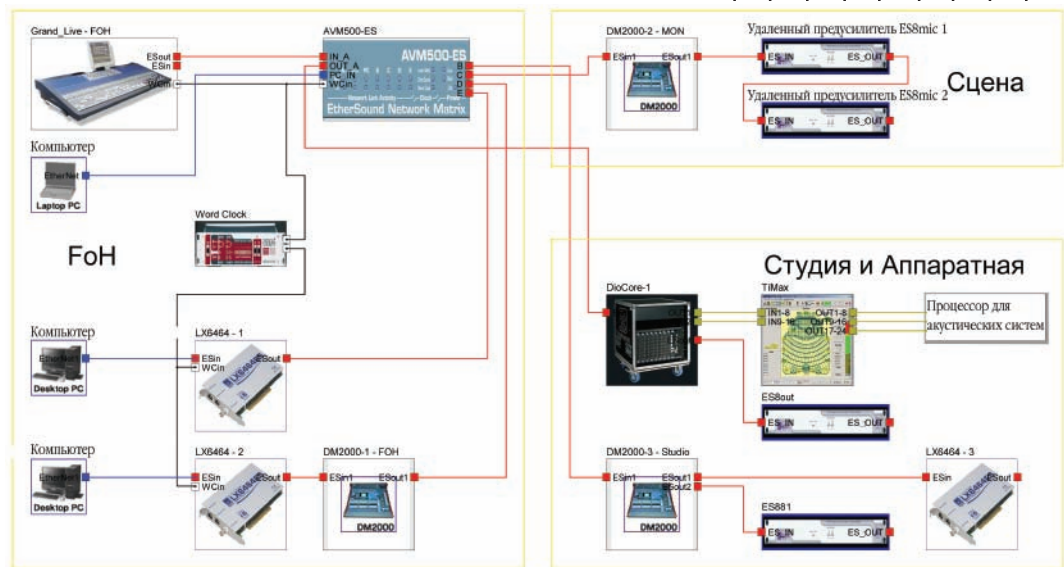 Grand_Live - FOH
ESout
ESin
WCin
AVM500-ES
IN_A
OUT_A
PC_IN
WCin
AVM500-ES
B
C
D
E
EtherSound Network Matrix
Компьютер
EtherNet
Laptop PC
FoH
Word Clock
Компьютер
Desktop PC
LX6464 - 1
ESin
WCin
ESout
LX6464
Компьютер
Desktop PC
LX6464 - 2
ESin
WCin
ESout
LX6464
DM2000-1 - FOH
ESin1
ESout1
DM2000
DM2000-2 - MON
ESin1
ESout1
DM2000
Удаленный предусилитель ES8mic 1
ES_IN
ES_OUT
Удаленный предусилитель ES8mic 2
ES_IN
ES_OUT
Сцена
Студия и Аппаратная
DioCore-1
TiMax
IN1-8
IN9-16
OUT1-8
OUT9-16
OUT17-24
Процессор для
акустических систем
ES8out
ES_IN
ES_OUT
DM2000-3 - Studio
ESin1
ESout1
ESout2
DM2000
ES881
ES_IN
ES_OUT
LX6464 - 3
ESin
ESout
LX6464